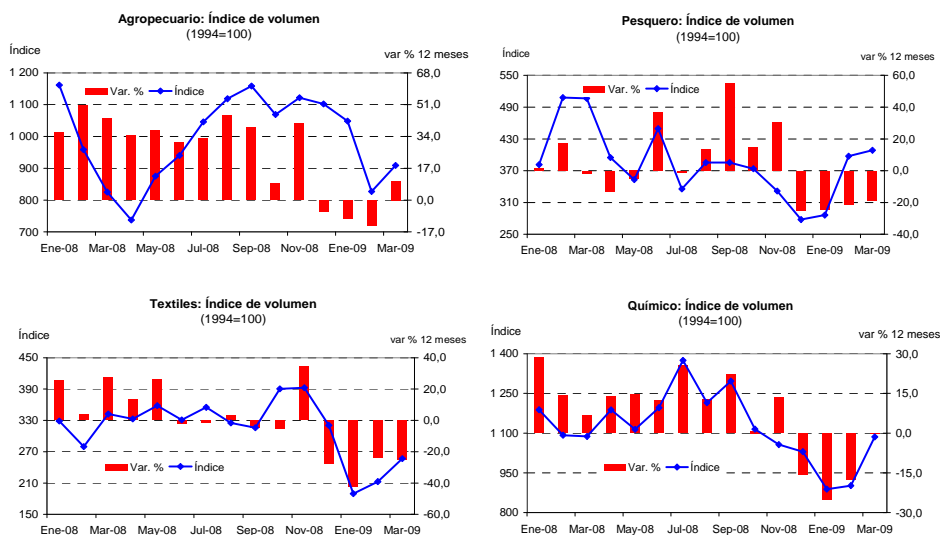 Agropecuario: Índice de volumen
(1994=100)
Índice
var % 12 meses
1 200
1 100
1 000
900
800
700
68,0
51,0
34,0
17,0
0,0
-17,0
Var. %
Índice
Ene-08 Mar-08 May-08 Jul-08 Sep-08 Nov-08 Ene-09 Mar-09
Pesquero: Índice de volumen
(1994=100)
Índice
var % 12 meses
550
490
430
370
310
250
60,0
40,0
20,0
0,0
-20,0
-40,0
Var. %
Índice
Ene-08 Mar-08 May-08 Jul-08 Sep-08 Nov-08 Ene-09 Mar-09
Textiles: Índice de volumen
(1994=100)
Índice
var % 12 meses
450
390
330
270
210
150
40,0
20,0
0,0
-20,0
-40,0
-60,0
Var. %
Índice
Ene-08 Mar-08 May-08 Jul-08 Sep-08 Nov-08 Ene-09 Mar-09
Químico: Índice de volumen
(1994=100)
Índice
var % 12 meses
1 400
1 250
1 100
950
800
30,0
15,0
0,0
-15,0
-30,0
Var. %
Índice
Ene-08 Mar-08 May-08 Jul-08 Sep-08 Nov-08 Ene-09 Mar-09